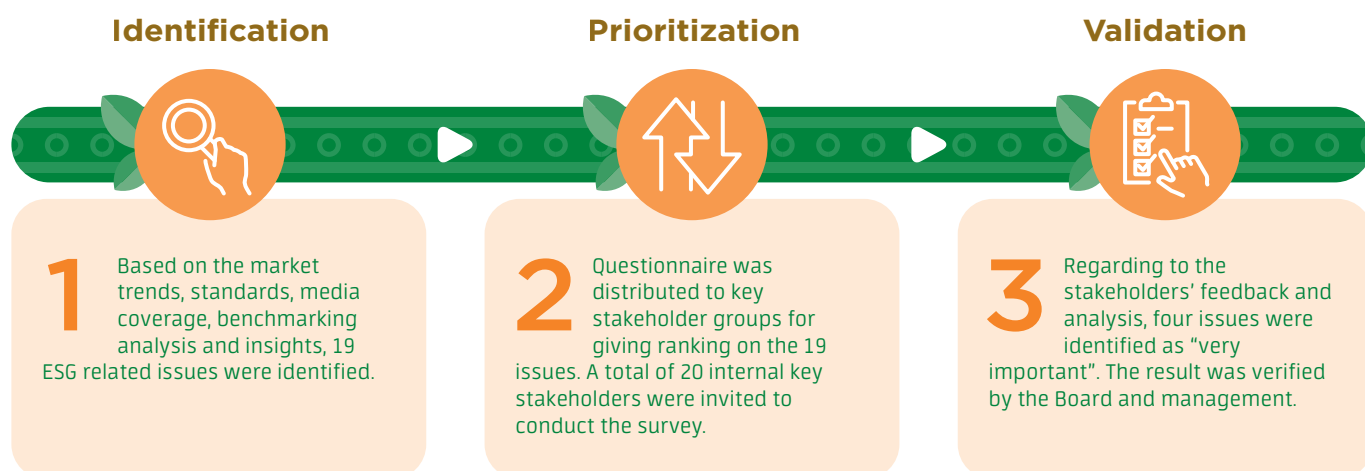 Identification
Prioritization
Validation
1
Based on the market
trends, standards, media
coverage, benchmarking
analysis and insights, 19
ESG related issues were identified.
2
Questionnaire was
distributed to key
stakeholder groups for
giving ranking on the 19
issues. A total of 20 internal key
stakeholders were invited to
conduct the survey.
3
Regarding to the
stakeholders’ feedback and
analysis, four issues were
identified as “very
important”. The result was verified
by the Board and management.